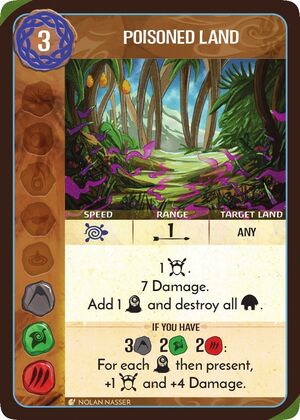 3
POISONED LAND
SPEED RANGE TARGET LAND
1 ANY
1 .
7 Damage.
Add 1 and destroy all .
IF YOU HAVE
3 2 2 :
For each then present,
+1 and +4 Damage.
NOLAN NASSER